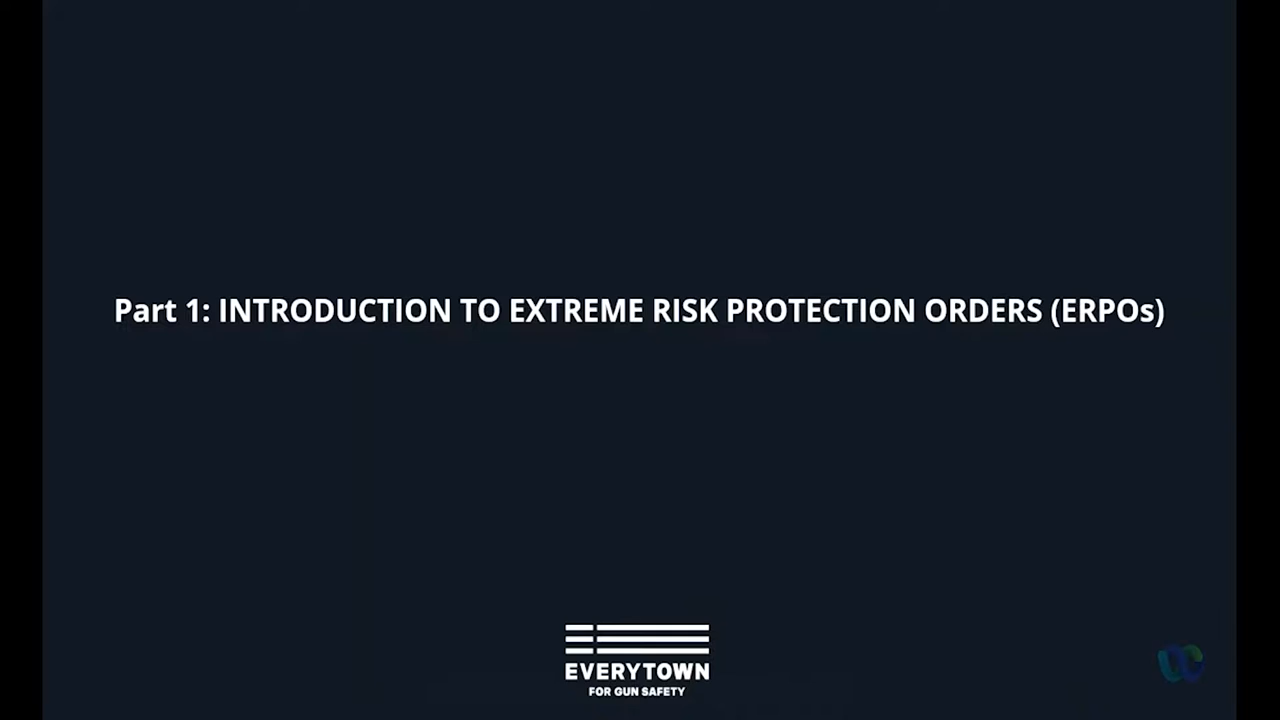 Part 1: INTRODUCTION TO EXTREME RISK PROTECTION ORDERS (ERPOs)
EVERYTOWN
FOR GUN SAFETY